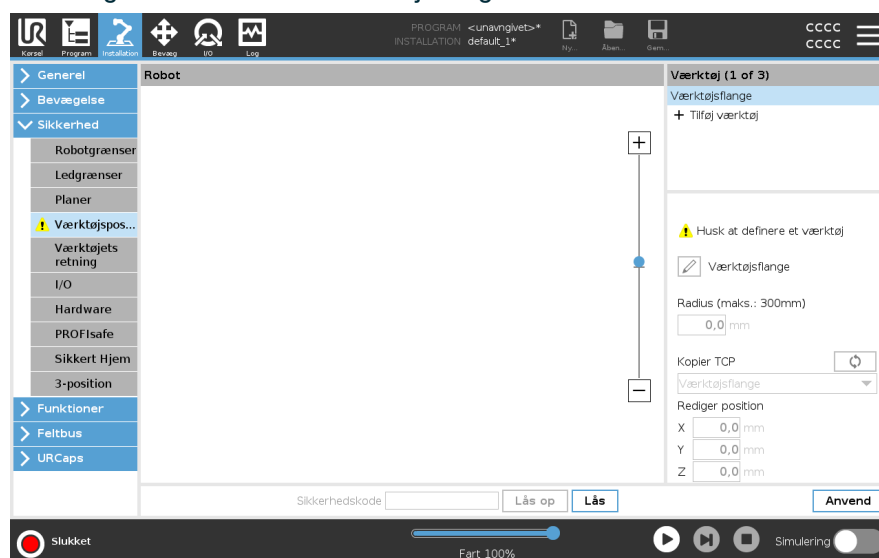 Kørsel
Program
Installation
Bevæg
I/O
Log
PROGRAM <unavngivet>*
INSTALLATION default_1*
Ny...
Åben...
Gem...
cccc
cccc
Generel
Bevægelse
Sikkerhed
Robotgrænser
Ledgrænser
Planer
Værktøjspos...
Værktøjets
retning
I/O
Hardware
PROFIsafe
Sikkert Hjem
3-position
Funktioner
Feltbus
URCaps
Robot
Værktøj (1 of 3)
Værktøjsflange
+ Tilføj værktøj
Husk at definere et værktøj
Værktøjsflange
Radius (maks.: 300mm)
0,0 mm
Kopier TCP
Værktøjsflange
Rediger position
X 0,0 mm
Y 0,0 mm
Z 0,0 mm
Sikkerhedskode
Lås op
Lås
Anvend
Slukket
Fart 100%
Simulering